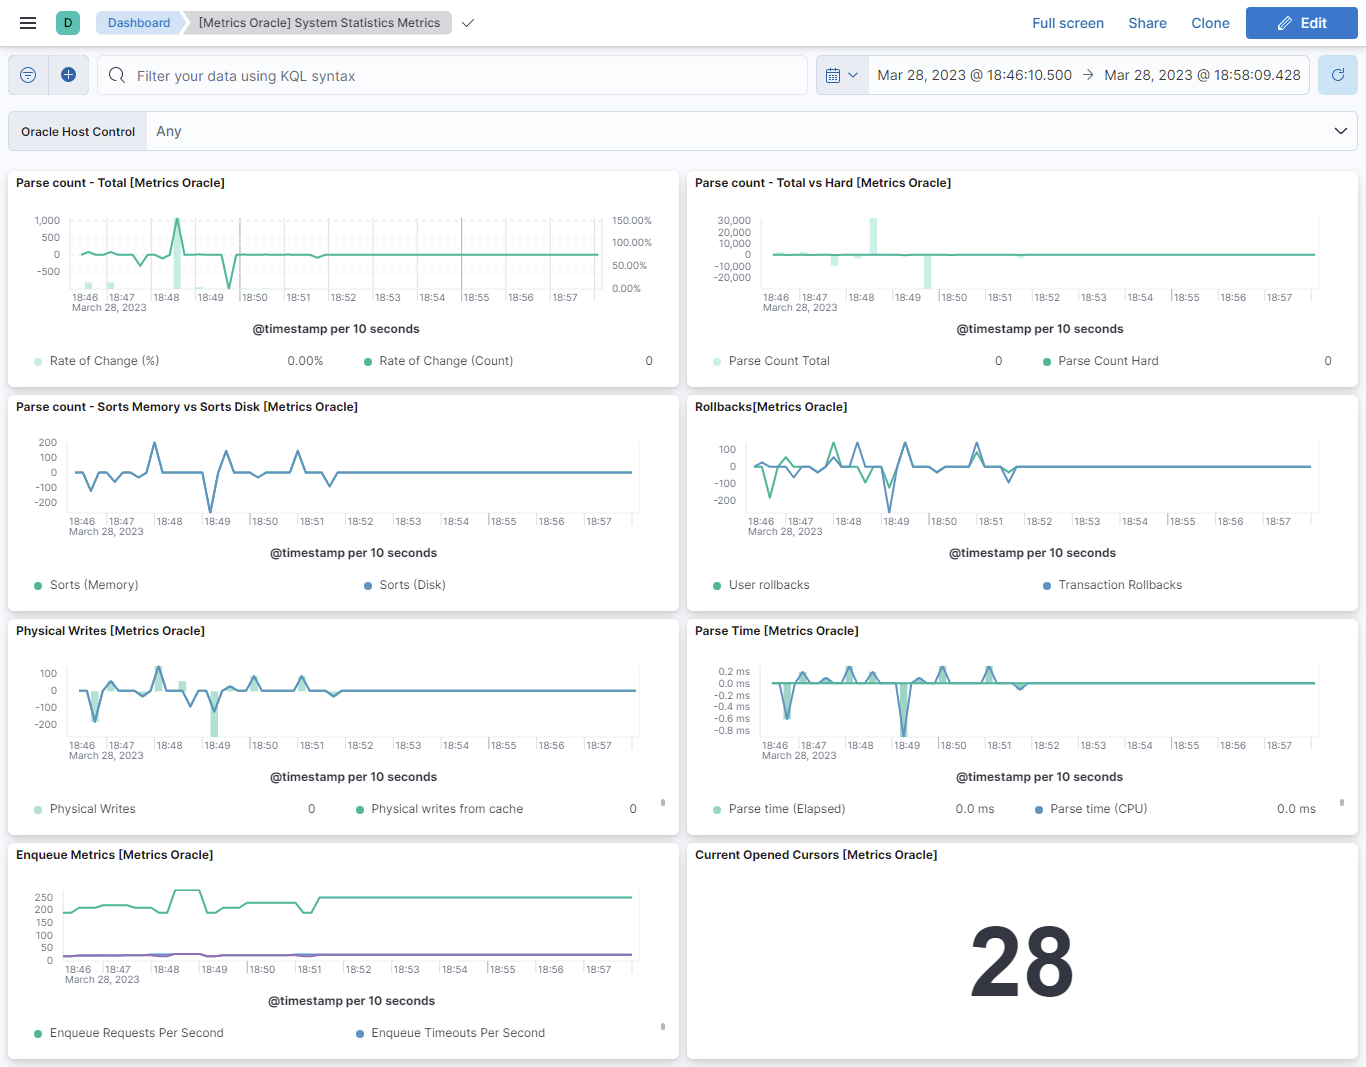 D Dashboard [Metrics Oracle] System Statistics Metrics Full screen Share Clone Edit
Filter your data using KQL syntax Mar 28, 2023 @ 18:46:10.500 → Mar 28, 2023 @ 18:58:09.428
Oracle Host Control Any
Parse count - Total [Metrics Oracle]
1,000
500
0
-500
150.00%
100.00%
50.00%
0.00%
18:46 18:47 18:48 18:49 18:50 18:51 18:52 18:53 18:54 18:55 18:56 18:57
March 28, 2023
@timestamp per 10 seconds
Rate of Change (%) 0.00% Rate of Change (Count) 0
Parse count - Total vs Hard [Metrics Oracle]
30,000
20,000
10,000
0
-10,000
-20,000
18:46 18:47 18:48 18:49 18:50 18:51 18:52 18:53 18:54 18:55 18:56 18:57
March 28, 2023
@timestamp per 10 seconds
Parse Count Total 0 Parse Count Hard 0
Parse count - Sorts Memory vs Sorts Disk [Metrics Oracle]
200
100
0
-100
-200
18:46 18:47 18:48 18:49 18:50 18:51 18:52 18:53 18:54 18:55 18:56 18:57
March 28, 2023
@timestamp per 10 seconds
Sorts (Memory) Sorts (Disk)
Rollbacks[Metrics Oracle]
100
0
-100
-200
18:46 18:47 18:48 18:49 18:50 18:51 18:52 18:53 18:54 18:55 18:56 18:57
March 28, 2023
@timestamp per 10 seconds
User rollbacks Transaction Rollbacks
Physical Writes [Metrics Oracle]
100
0
-100
-200
18:46 18:47 18:48 18:49 18:50 18:51 18:52 18:53 18:54 18:55 18:56 18:57
March 28, 2023
@timestamp per 10 seconds
Physical Writes 0 Physical writes from cache 0
Parse Time [Metrics Oracle]
0.2 ms
0.0 ms
-0.2 ms
-0.4 ms
-0.6 ms
-0.8 ms
18:46 18:47 18:48 18:49 18:50 18:51 18:52 18:53 18:54 18:55 18:56 18:57
March 28, 2023
@timestamp per 10 seconds
Parse time (Elapsed) 0.0 ms Parse time (CPU) 0.0 ms
Enqueue Metrics [Metrics Oracle]
250
200
150
100
50
0
18:46 18:47 18:48 18:49 18:50 18:51 18:52 18:53 18:54 18:55 18:56 18:57
March 28, 2023
@timestamp per 10 seconds
Enqueue Requests Per Second Enqueue Timeouts Per Second
Current Opened Cursors [Metrics Oracle]
28